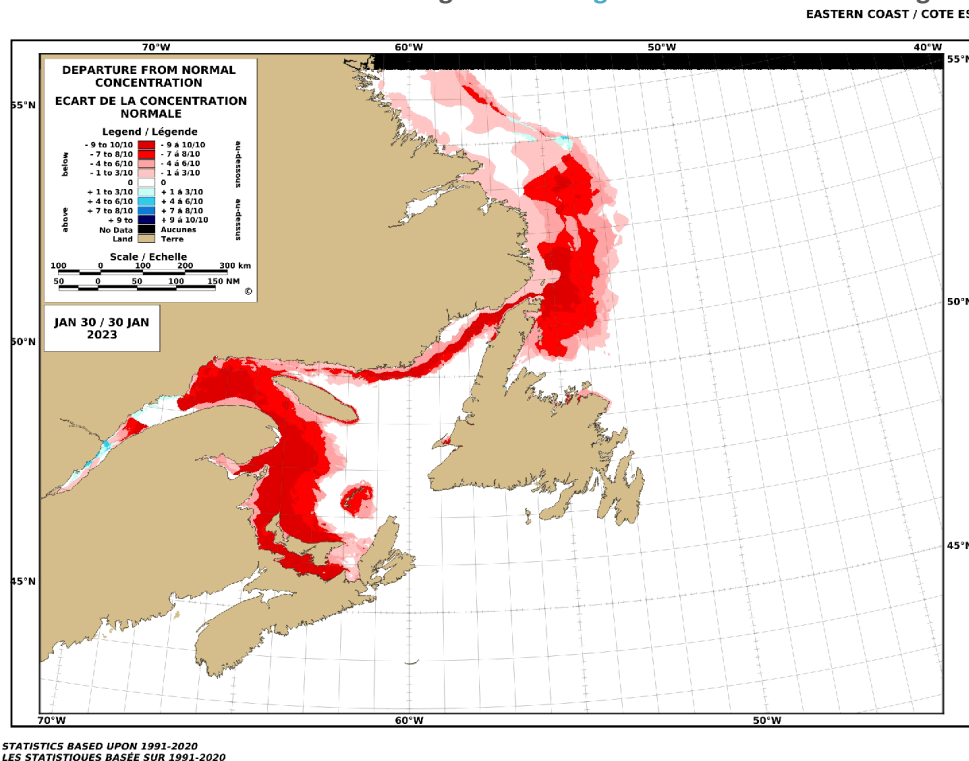 EASTERN COAST / COTE ES
70°W 60°W 50°W 40°W
55°N
55°N
DEPARTURE FROM NORMAL
CONCENTRATION
ECART DE LA CONCENTRATION
NORMALE
Legend / Légende
- 9 to 10/10 - 9 à 10/10
- 7 to 8/10 - 7 á 8/10
- 4 to 6/10 - 4 á 6/10
- 1 to 3/10 - 1 á 3/10
0 0
+ 1 to 3/10 + 1 á 3/10
+ 4 to 6/10 + 4 á 6/10
+ 7 to 8/10 + 7 á 8/10
+ 9 to + 9 á 10/10
No Data Aucunes
Land Terre
below
above
au-dessous
au-dessus
Scale / Echelle
100 0 100 200 300 km
50 0 50 100 150 NM
©
JAN 30 / 30 JAN
2023
50°N
50°N
45°N
45°N
70°W 60°W 50°W
STATISTICS BASED UPON 1991-2020
LES STATISTIQUES BASÉE SUR 1991-2020